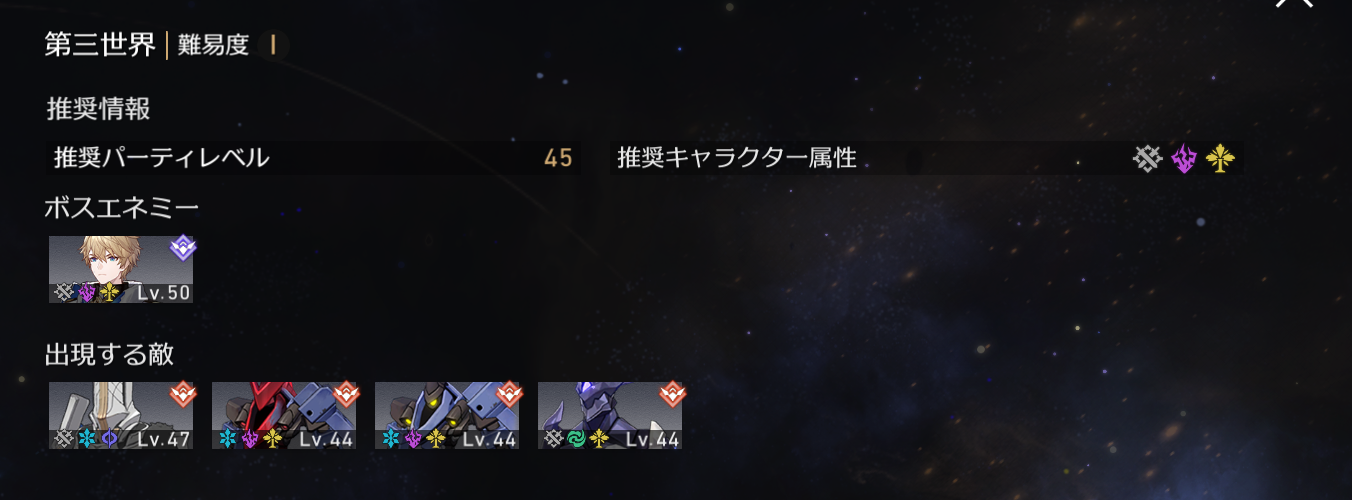 第三世界 | 難易度 I
推奨情報
推奨パーティレベル 45 推奨キャラクター属性
ボスエネミー
Lv.50
出現する敵
Lv.47 Lv.44 Lv.44 Lv.44